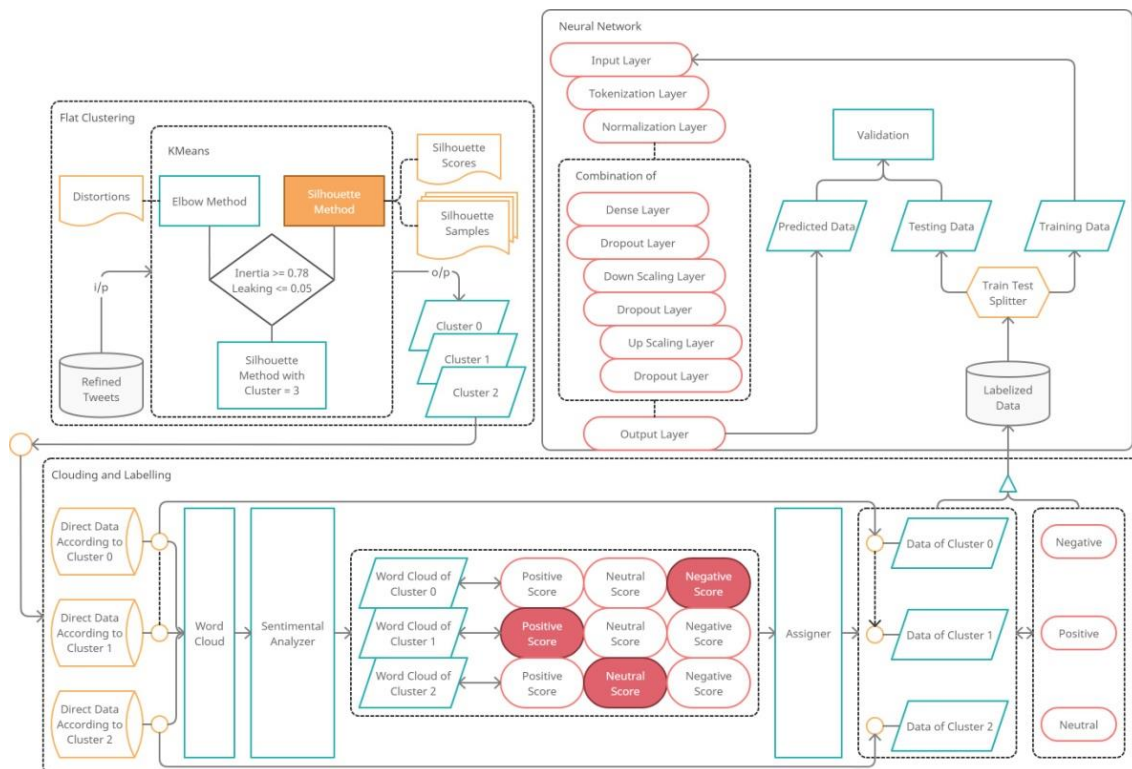 Neural Network
Input Layer
Tokenization Layer
Normalization Layer
Combination of
Dense Layer
Dropout Layer
Down Scaling Layer
Dropout Layer
Up Scaling Layer
Dropout Layer
Output Layer
Validation
Predicted Data
Testing Data
Training Data
Train Test
Splitter
Labelized
Data
Flat Clustering
KMeans
Distortions
Elbow Method
Silhouette
Method
Silhouette
Scores
Silhouette
Samples
Inertia >= 0.78
Leaking <= 0.05
i/p
o/p
Refined
Tweets
Silhouette
Method with
Cluster = 3
Cluster 0
Cluster 1
Cluster 2
Clouding and Labelling
Direct Data
According to
Cluster 0
Direct Data
According to
Cluster 1
Direct Data
According to
Cluster 2
Word
Cloud
Sentimental
Analyzer
Word Cloud of
Cluster 0
Positive
Score
Neutral
Score
Negative
Score
Word Cloud of
Cluster 1
Positive
Score
Neutral
Score
Negative
Score
Word Cloud of
Cluster 2
Positive
Score
Neutral
Score
Negative
Score
Assigner
Data of Cluster 0
Data of Cluster 1
Data of Cluster 2
Negative
Positive
Neutral